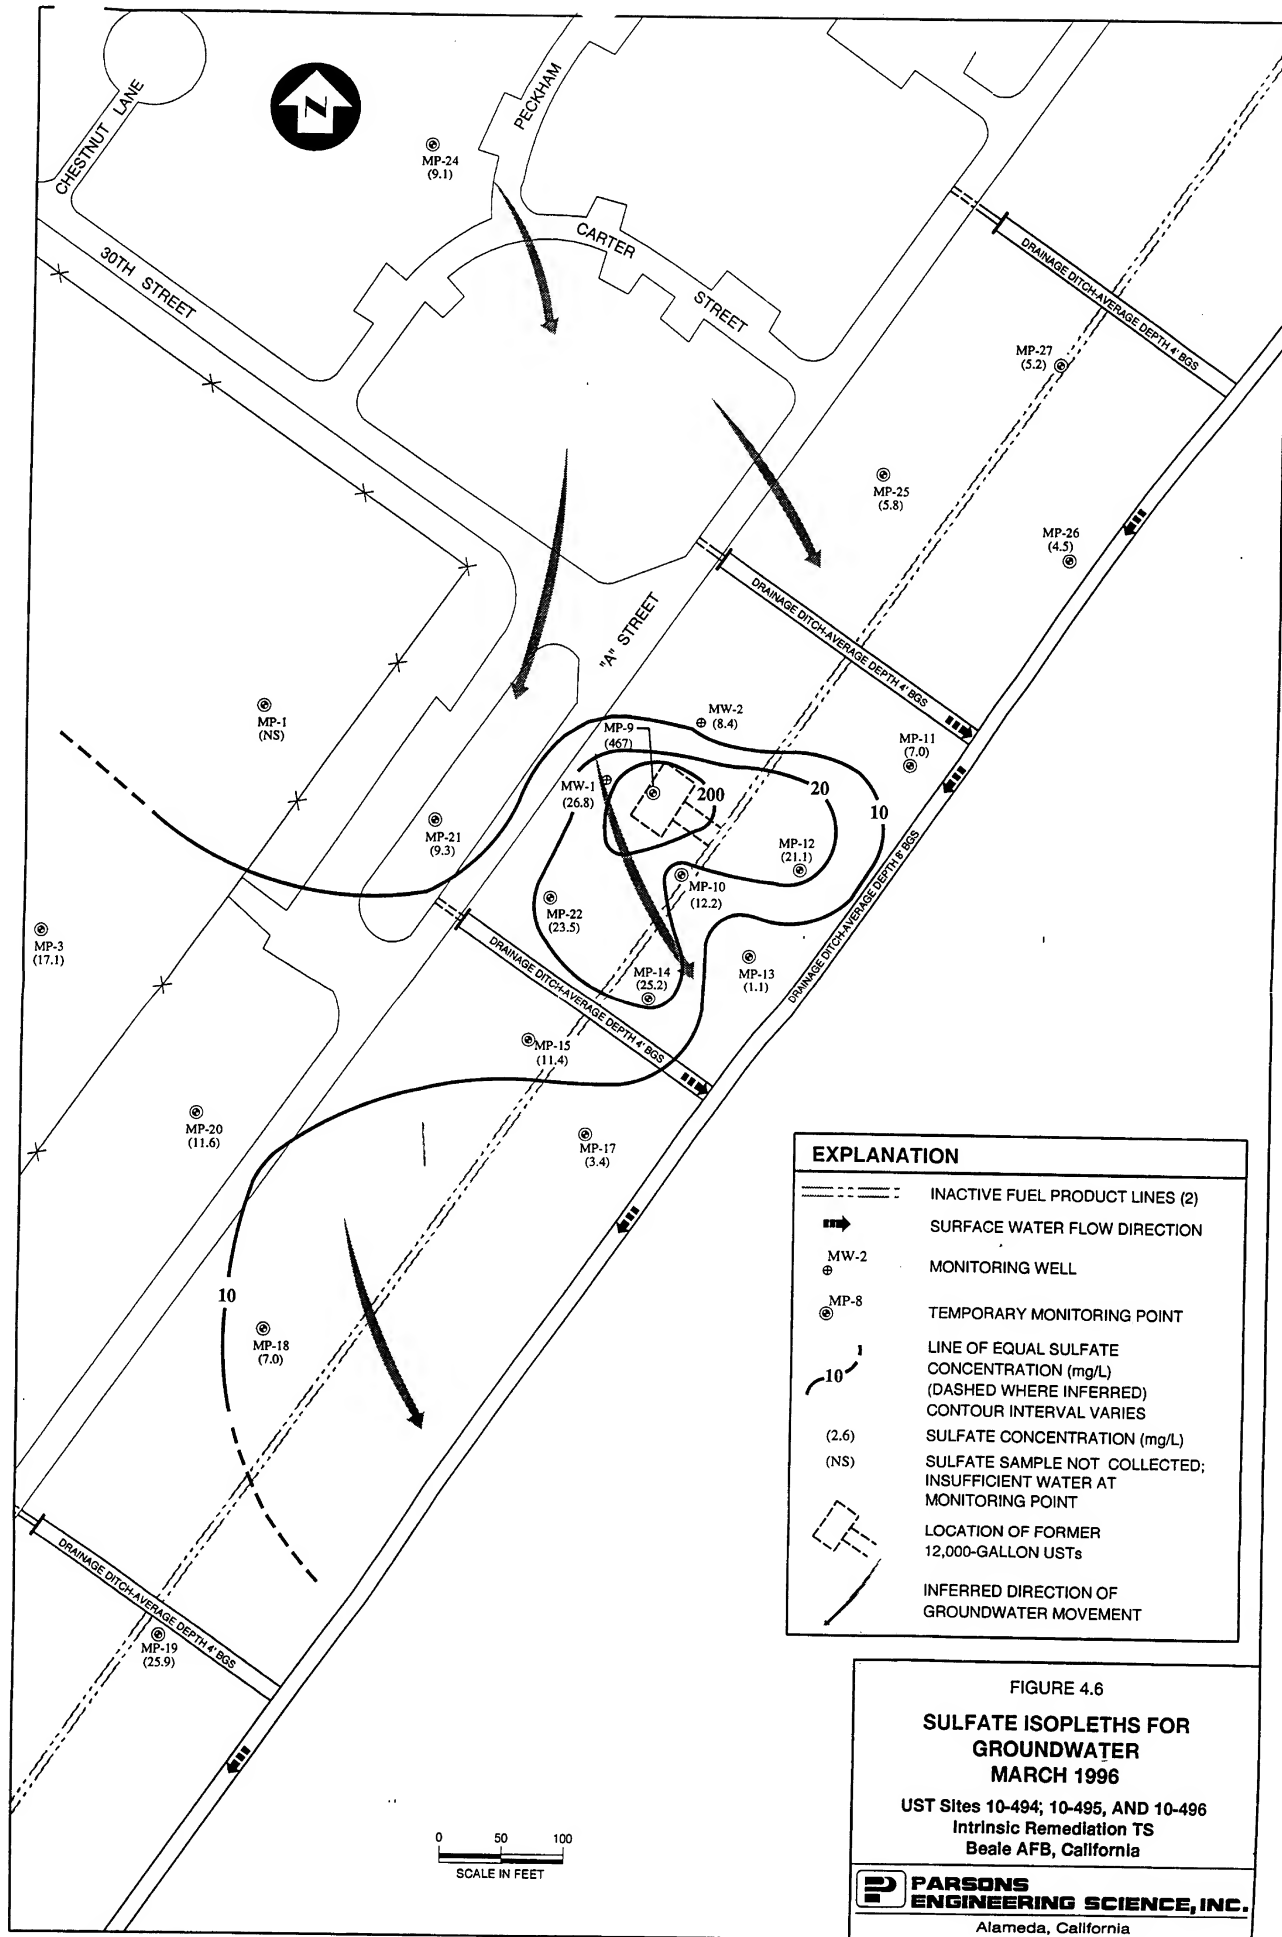 CHESTNUT LANE
N
PECKHAM
MP-24
(9.1)
CARTER
STREET
30TH STREET
DRAINAGE DITCH-AVERAGE DEPTH 4' BGS
MP-27
(5.2)
MP-25
(5.8)
MP-26
(4.5)
DRAINAGE DITCH-AVERAGE DEPTH 4' BGS
"A" STREET
MP-1
(NS)
MW-2
(8.4)
MP-9
(467)
MP-11
(7.0)
MW-1
(26.8)
200
20
10
MP-21
(9.3)
MP-12
(21.1)
MP-10
(12.2)
MP-22
(23.5)
DRAINAGE DITCH-AVERAGE DEPTH 8' BGS
MP-3
(17.1)
DRAINAGE DITCH-AVERAGE DEPTH 4' BGS
MP-14
(25.2)
MP-13
(1.1)
MP-15
(11.4)
MP-20
(11.6)
MP-17
(3.4)
10
MP-18
(7.0)
DRAINAGE DITCH-AVERAGE DEPTH 4' BGS
MP-19
(25.9)
EXPLANATION
INACTIVE FUEL PRODUCT LINES (2)
SURFACE WATER FLOW DIRECTION
MW-2
MONITORING WELL
MP-8
TEMPORARY MONITORING POINT
10
LINE OF EQUAL SULFATE
CONCENTRATION (mg/L)
(DASHED WHERE INFERRED)
CONTOUR INTERVAL VARIES
(2.6) SULFATE CONCENTRATION (mg/L)
(NS) SULFATE SAMPLE NOT COLLECTED;
INSUFFICIENT WATER AT
MONITORING POINT
LOCATION OF FORMER
12,000-GALLON USTs
INFERRED DIRECTION OF
GROUNDWATER MOVEMENT
0 50 100
SCALE IN FEET
FIGURE 4.6
SULFATE ISOPLETHS FOR
GROUNDWATER
MARCH 1996
UST Sites 10-494; 10-495, AND 10-496
Intrinsic Remediation TS
Beale AFB, California
PARSONS
ENGINEERING SCIENCE, INC.
Alameda, California